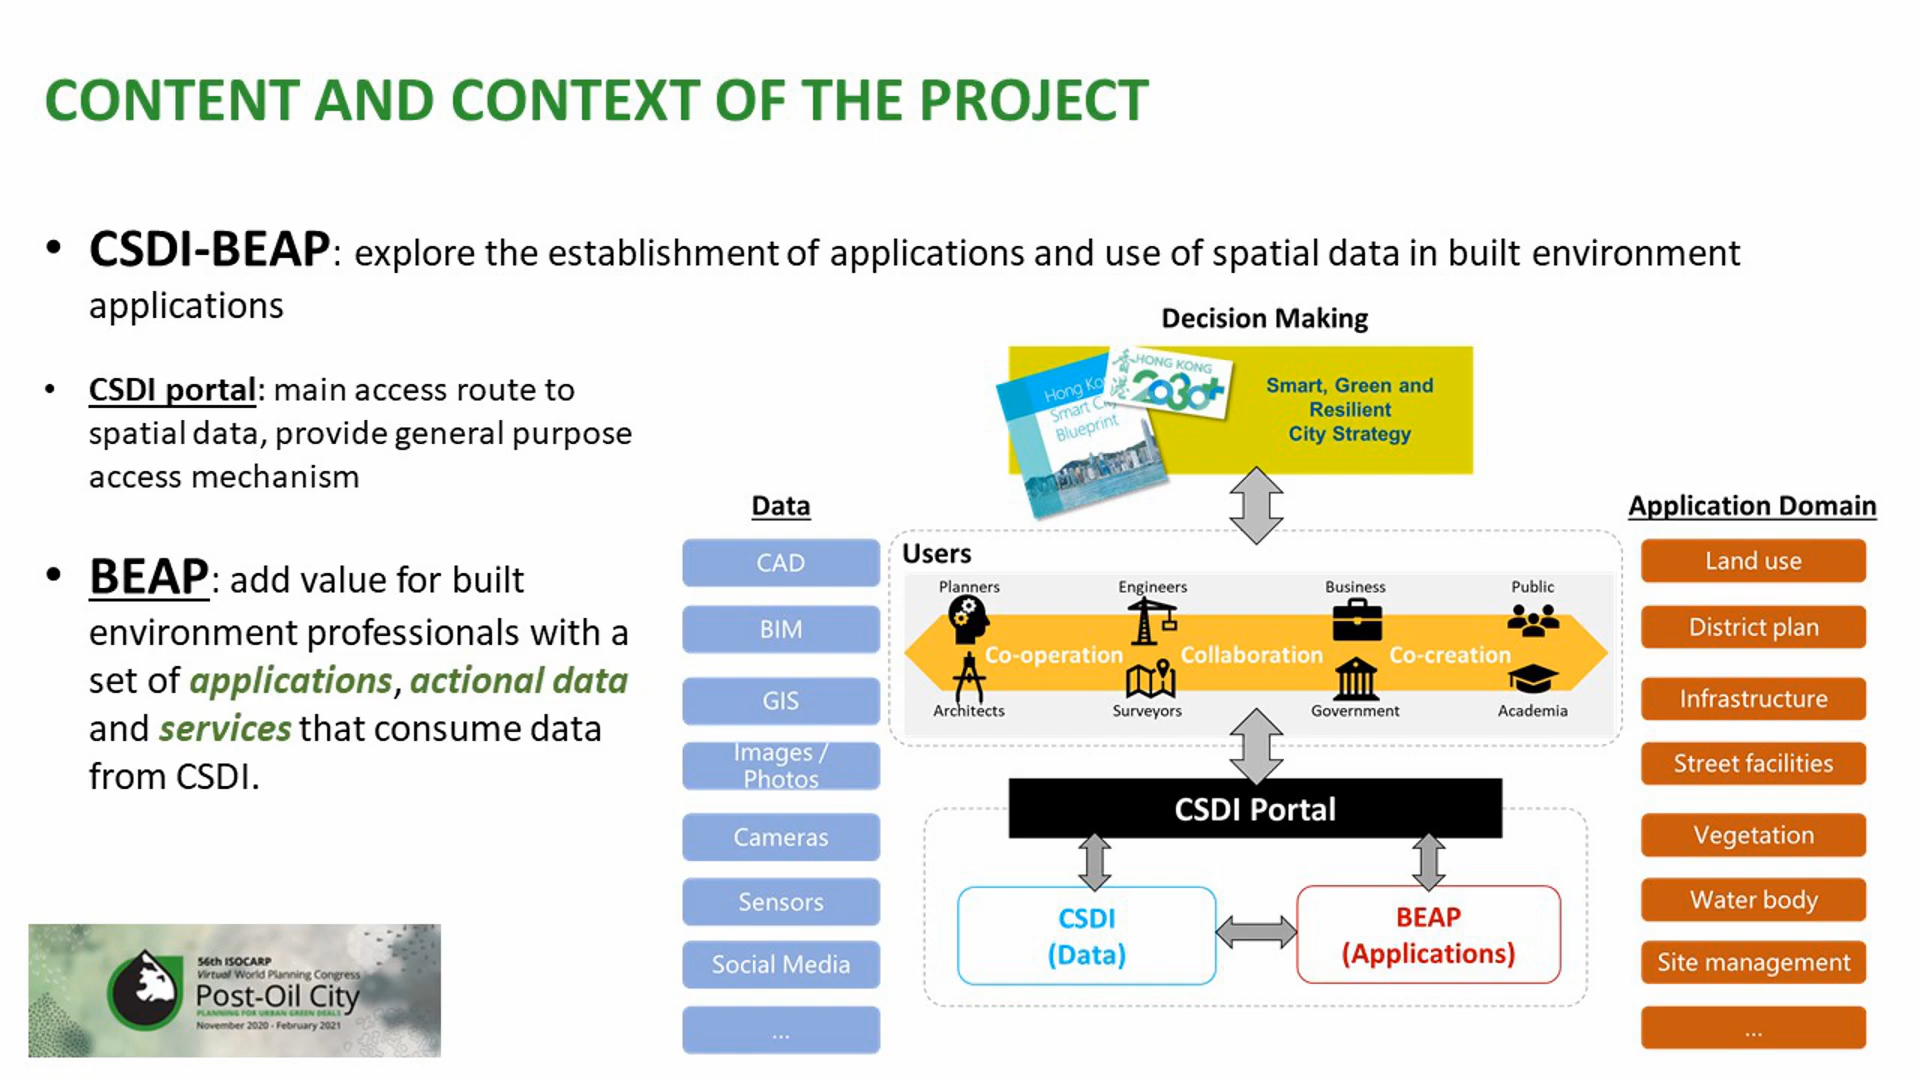 CONTENT AND CONTEXT OF THE PROJECT
• CSDI-BEAP: explore the establishment of applications and use of spatial data in built environment
applications
• CSDI portal: main access route to
spatial data, provide general purpose
access mechanism
• BEAP: add value for built
environment professionals with a
set of applications, actional data
and services that consume data
from CSDI.
Decision Making
Hong Ko
Smart Ci
Blueprint
HONG KONG
2030+
Smart, Green and
Resilient
City Strategy
Data
CAD
BIM
GIS
Images /
Photos
Cameras
Sensors
Social Media
...
Users
Planners
Engineers
Business
Public
Co-operation
Collaboration
Co-creation
Architects
Surveyors
Government
Academia
CSDI Portal
CSDI
(Data)
BEAP
(Applications)
Application Domain
Land use
District plan
Infrastructure
Street facilities
Vegetation
Water body
Site management
...
56th ISOCARP
Virtual World Planning Congress
Post-Oil City
PLANNING FOR URBAN GREEN DEALS
November 2020 - February 2021